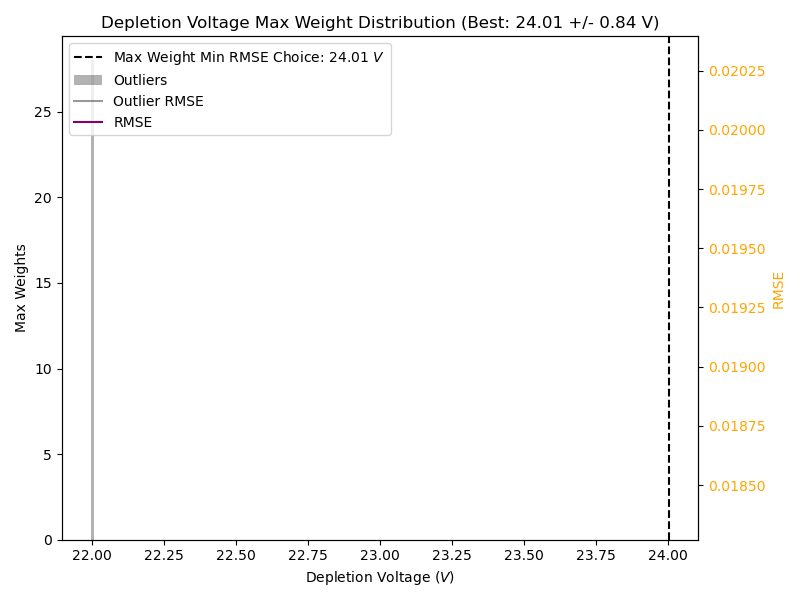 Depletion Voltage Max Weight Distribution (Best: 24.01 +/- 0.84 V)
Max Weight Min RMSE Choice: 24.01 V
Outliers
Outlier RMSE
RMSE
25
20
15
10
5
0
Max Weights
0.02025
0.02000
0.01975
0.01950
0.01925
0.01900
0.01875
0.01850
RMSE
22.00 22.25 22.50 22.75 23.00 23.25 23.50 23.75 24.00
Depletion Voltage (V)